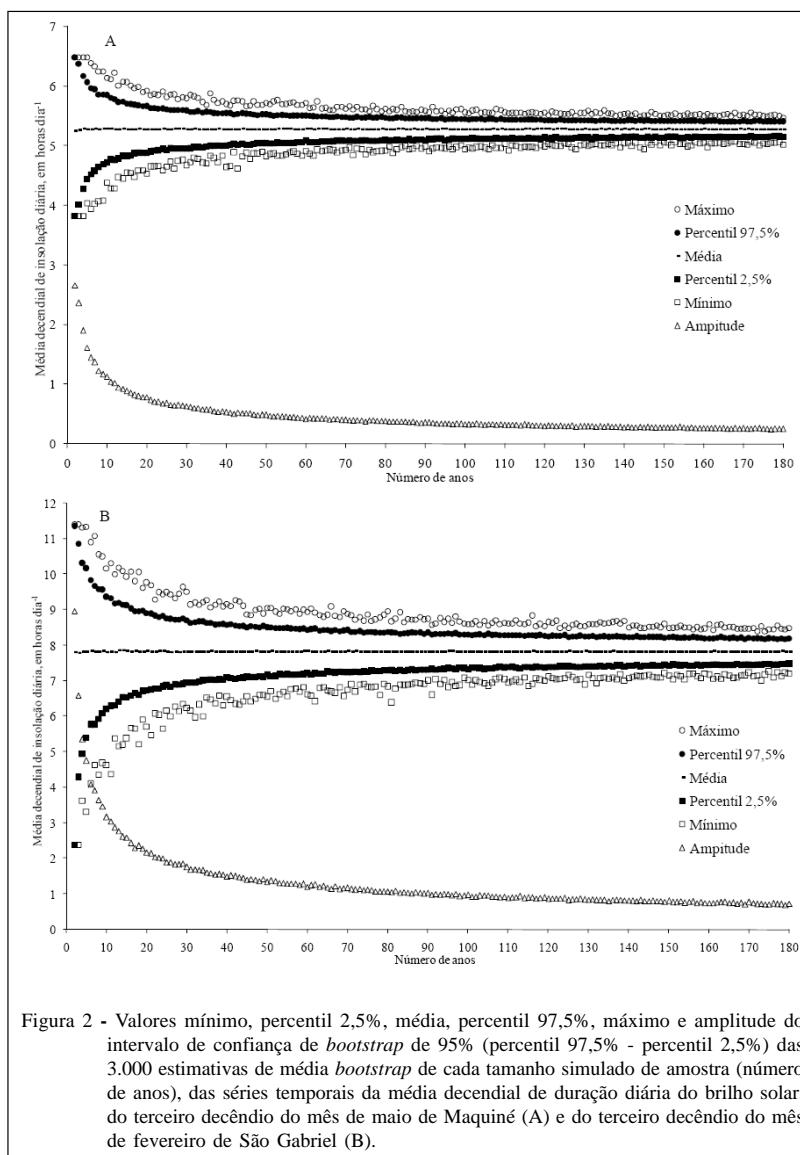 A
Média decendial de insolação diária, em horas dia-1
7
6
5
4
3
2
1
0
Máximo
Percentil 97,5%
Média
Percentil 2,5%
Mínimo
Ampitude
0 10 20 30 40 50 60 70 80 90 100 110 120 130 140 150 160 170 180
Número de anos
B
Média decendial de insolação diária, em horas dia-1
12
11
10
9
8
7
6
5
4
3
2
1
0
Máximo
Percentil 97,5%
Média
Percentil 2,5%
Mínimo
Ampitude
0 10 20 30 40 50 60 70 80 90 100 110 120 130 140 150 160 170 180
Número de anos
Figura 2 - Valores mínimo, percentil 2,5%, média, percentil 97,5%, máximo e amplitude do
intervalo de confiança de bootstrap de 95% (percentil 97,5% - percentil 2,5%) das
3.000 estimativas de média bootstrap de cada tamanho simulado de amostra (número
de anos), das séries temporais da média decendial de duração diária do brilho solar,
do terceiro decêndio do mês de maio de Maquiné (A) e do terceiro decêndio do mês
de fevereiro de São Gabriel (B).